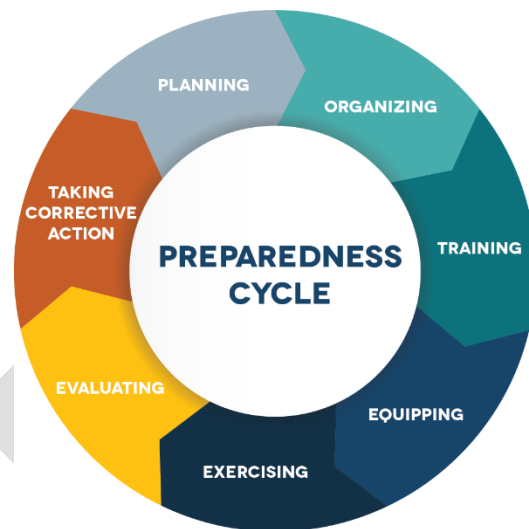 PLANNING
ORGANIZING
TRAINING
EQUIPPING
EXERCISING
EVALUATING
TAKING
CORRECTIVE
ACTION
PREPAREDNESS
CYCLE